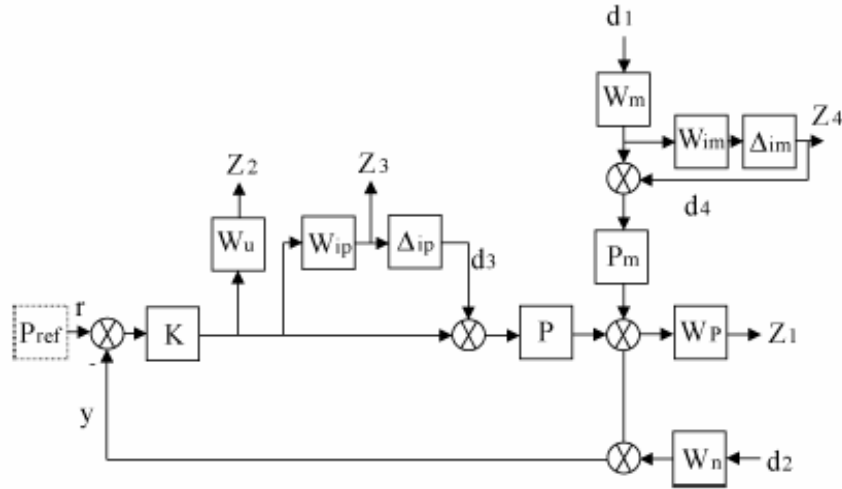 d1
Wm
Z4
Wim
Δim
Z2
Z3
d4
Wu
Wip
Δip
d3
Pm
r
Pref
K
P
WP
Z1
-
y
Wn
d2